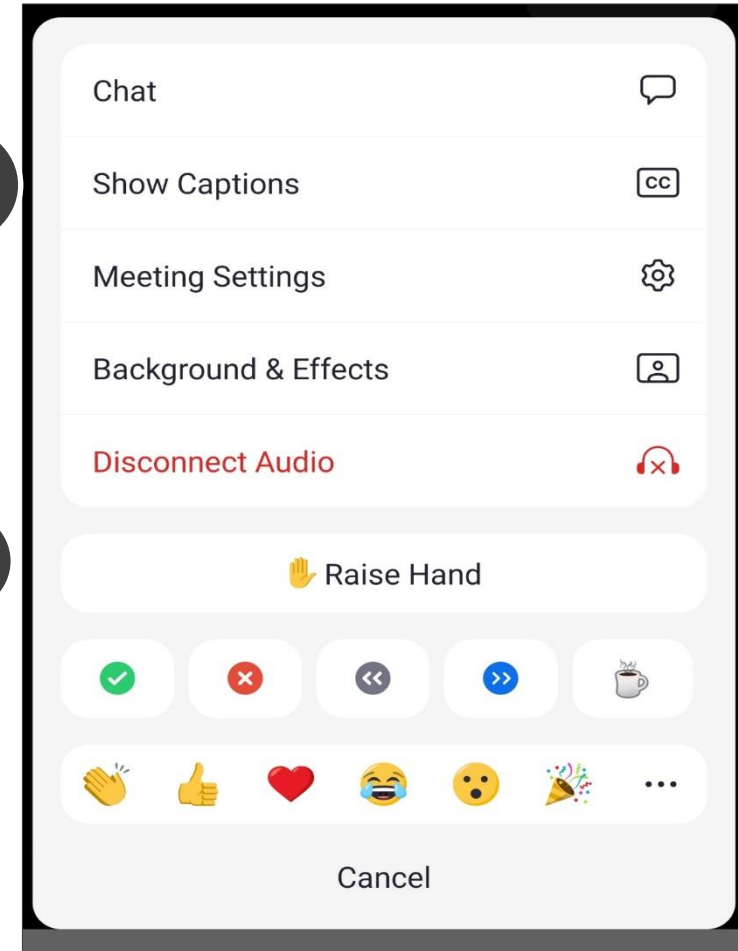 Chat
Show Captions
CC
Meeting Settings
Background & Effects
Disconnect Audio
✋ Raise Hand
Cancel